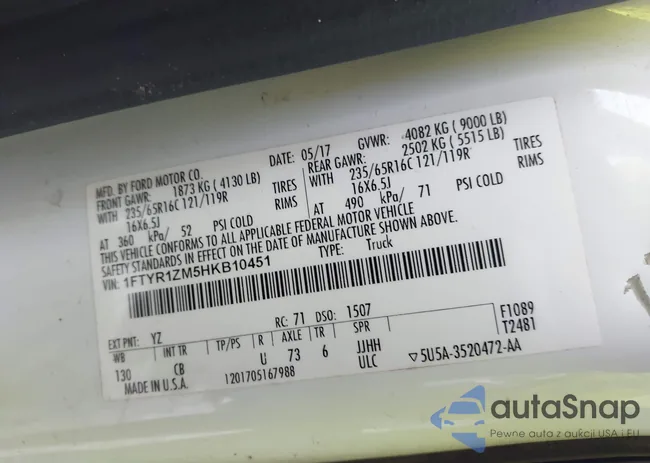 MFD. BY FORD MOTOR CO.
DATE: 05/17 GVWR: 4082 KG ( 9000 LB)
FRONT GAWR: 1873 KG ( 4130 LB) REAR GAWR: 2502 KG ( 5515 LB)
WITH 235/65R16C 121/119R TIRES WITH 235/65R16C 121/119R TIRES
16X6.5J RIMS 16X6.5J RIMS
AT 360 kPa/ 52 PSI COLD AT 490 kPa/ 71 PSI COLD
THIS VEHICLE CONFORMS TO ALL APPLICABLE FEDERAL MOTOR VEHICLE
SAFETY STANDARDS IN EFFECT ON THE DATE OF MANUFACTURE SHOWN ABOVE.
VIN: 1FTYR1ZM5HKB10451 TYPE: Truck
EXT PNT: YZ RC: 71 DSO: 1507 F1089
WB INT TR TP/PS R AXLE TR SPR T2481
130 CB U 73 6 JJHH
MADE IN U.S.A. 1201705167988 ULC ▽5U5A-3520472-AA
autaSnap
Pewne auta z aukcji USA i EU